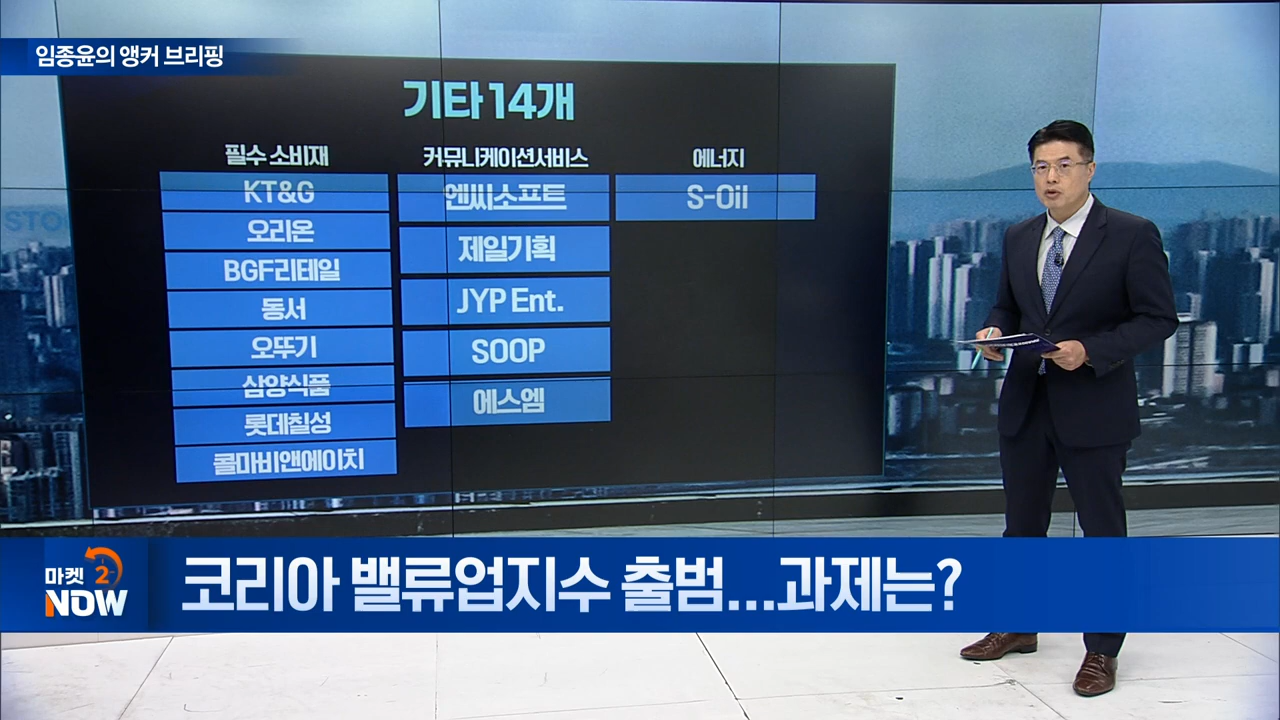 임종윤의 앵커 브리핑
기타 14개
필수 소비재
KT&G
오리온
BGF리테일
동서
오뚜기
삼양식품
롯데칠성
콜마비앤에이치
커뮤니케이션서비스
엔씨소프트
제일기획
JYP Ent.
SOOP
에스엠
에너지
S-Oil
STO
마켓 2
NOW
코리아 밸류업지수 출범...과제는?